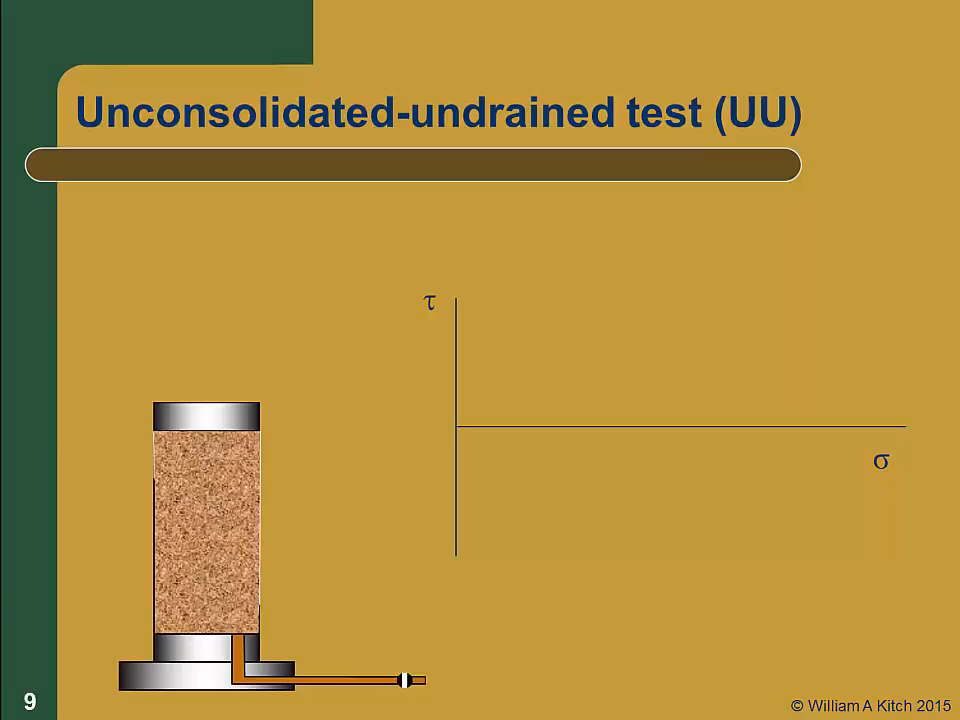 Unconsolidated-undrained test (UU)
τ
σ
9
© William A Kitch 2015